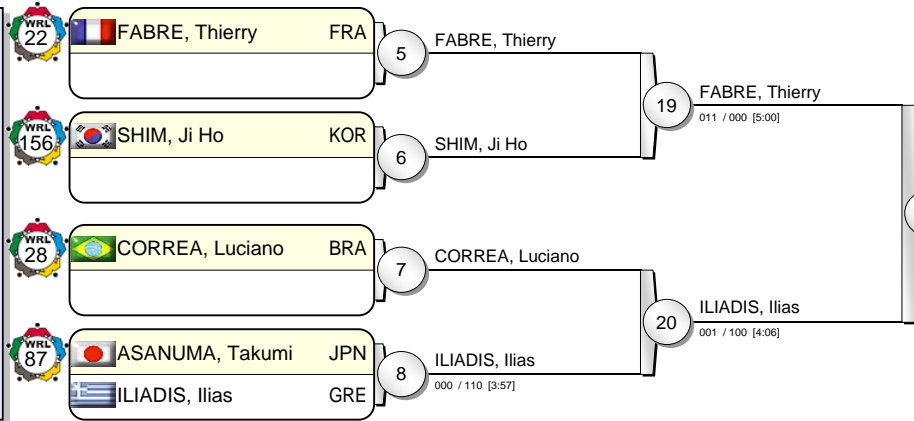 WRL
22
FABRE, Thierry FRA
5
FABRE, Thierry
19
FABRE, Thierry
011 / 000 [5:00]
WRL
156
SHIM, Ji Ho KOR
6
SHIM, Ji Ho
WRL
28
CORREA, Luciano BRA
7
CORREA, Luciano
20
ILIADIS, Ilias
001 / 100 [4:06]
WRL
87
ASANUMA, Takumi JPN
ILIADIS, Ilias GRE
8
ILIADIS, Ilias
000 / 110 [3:57]